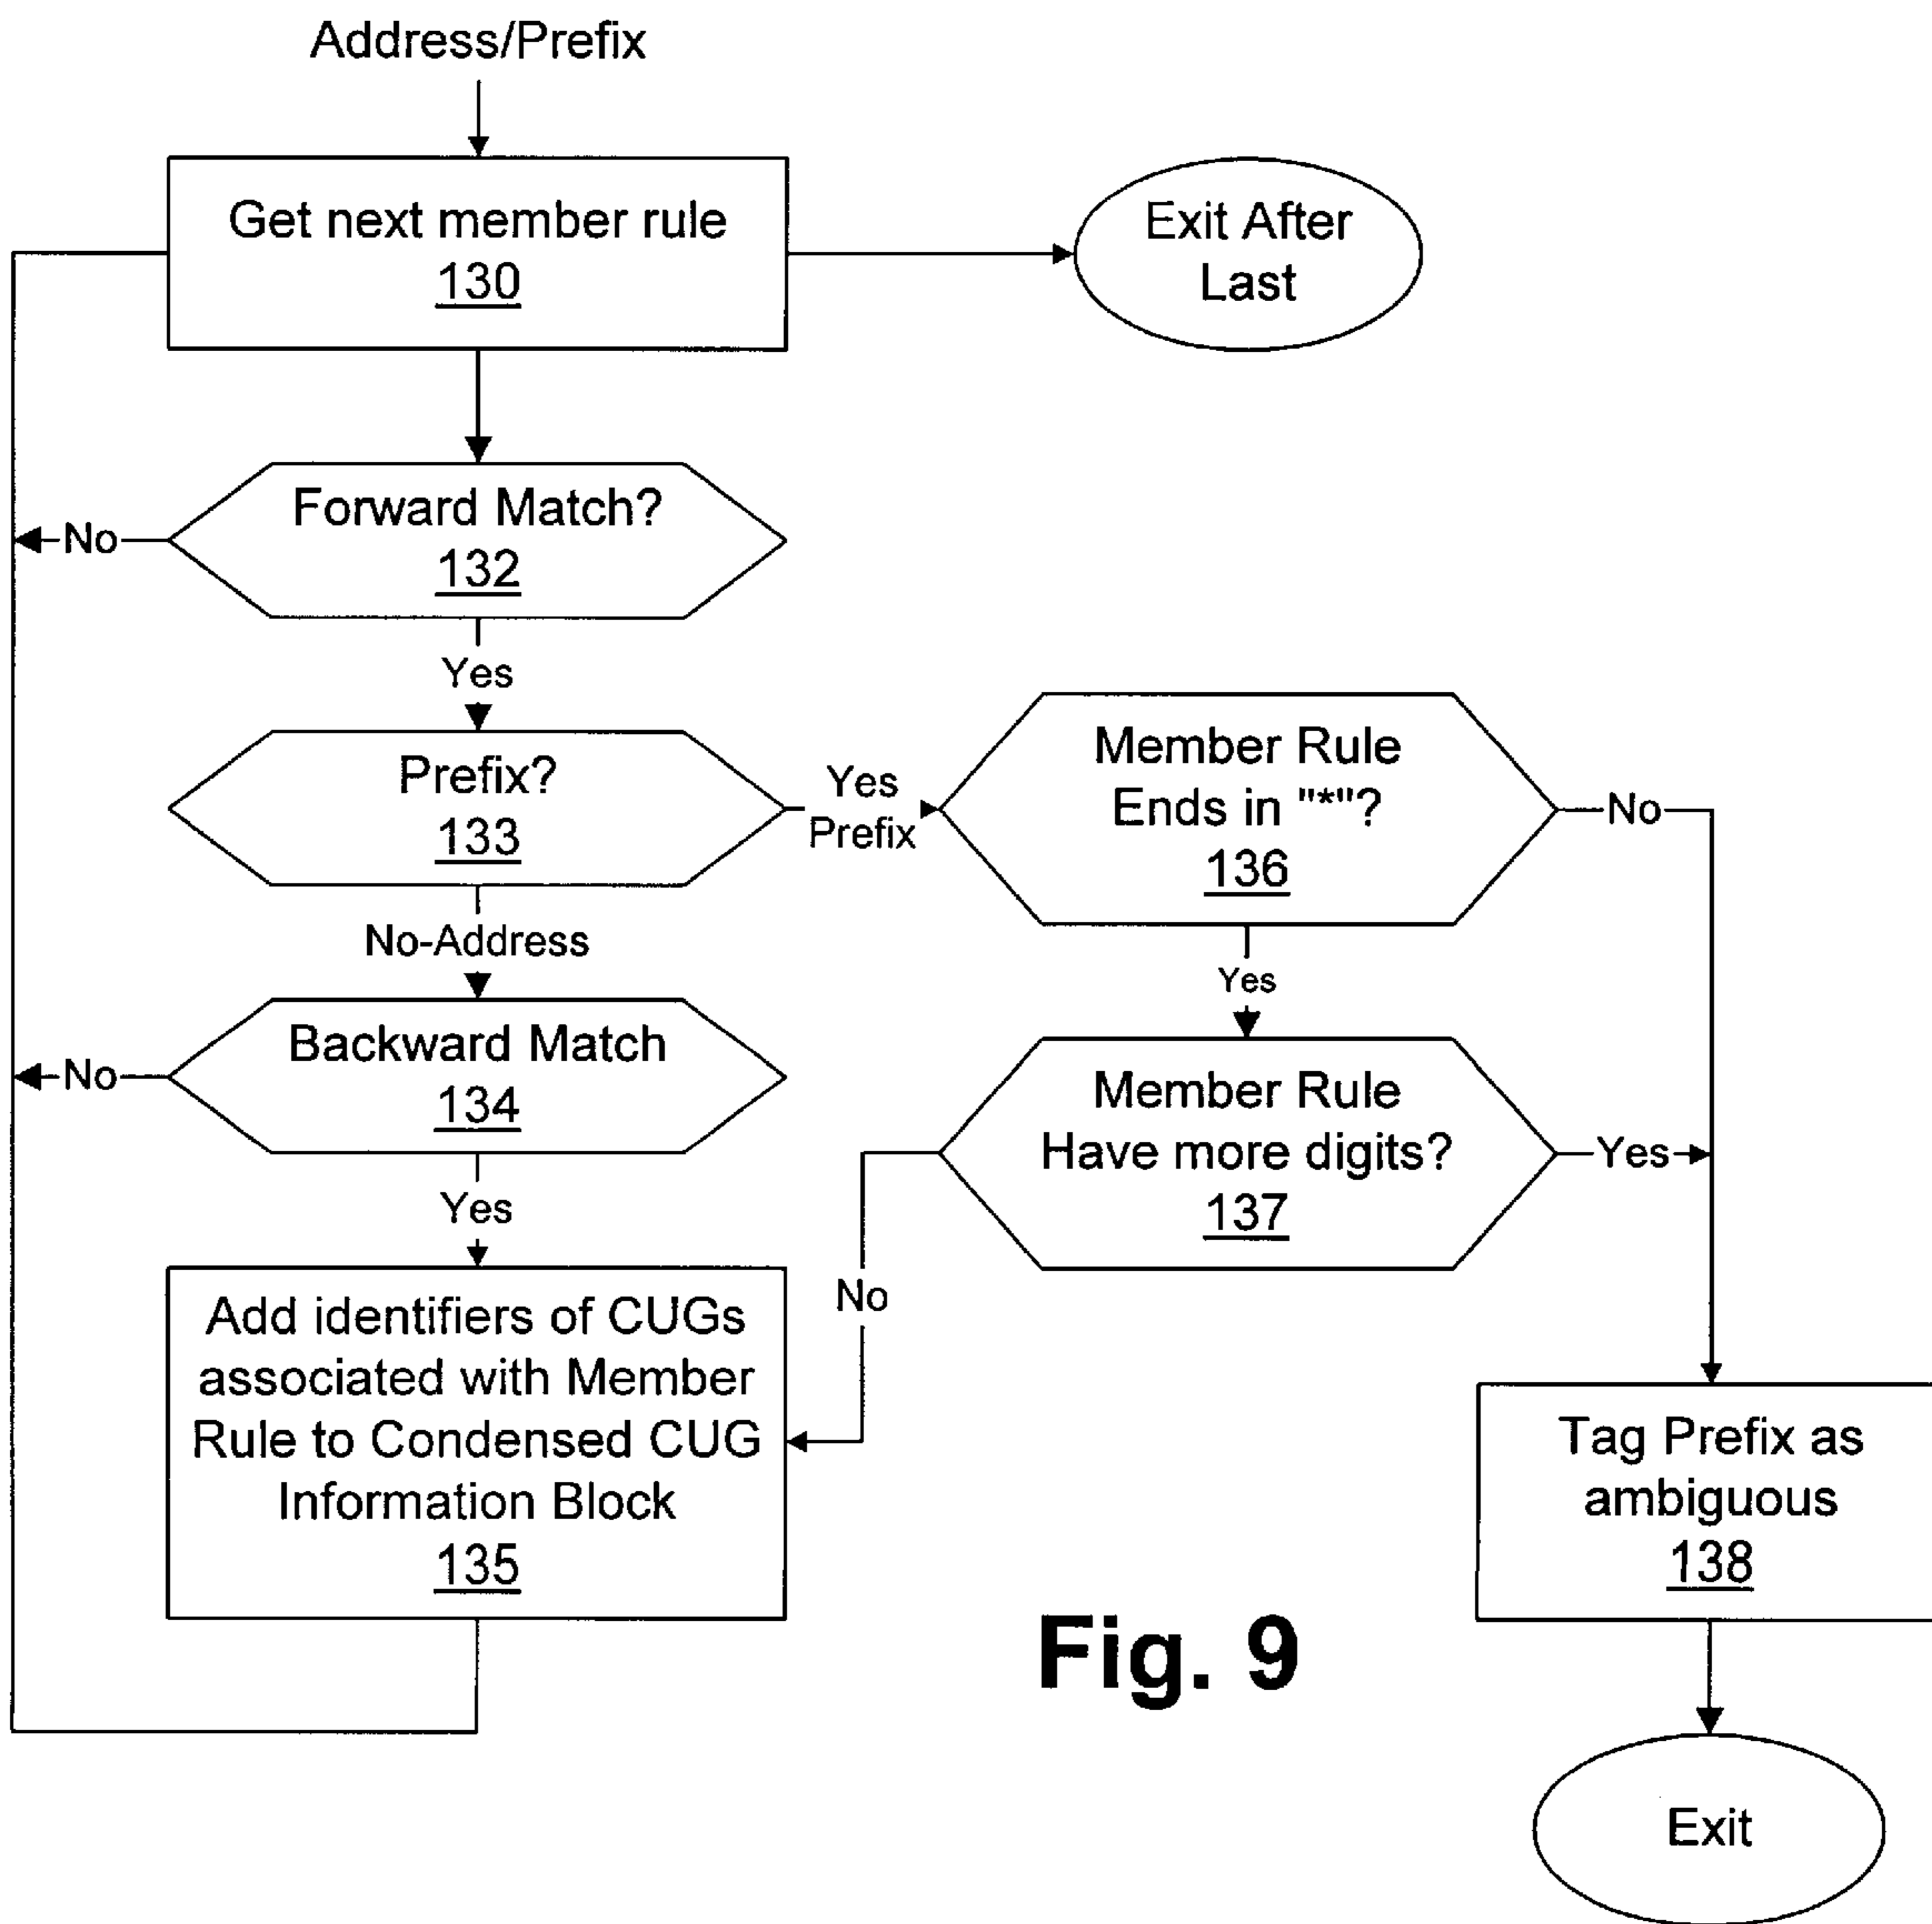 Address/Prefix
Get next member rule
130
Exit After
Last
Forward Match?
132
No
Yes
Prefix?
133
Yes
Prefix
Member Rule
Ends in "*"?
136
No
No-Address
Yes
Backward Match
134
No
Member Rule
Have more digits?
137
Yes
Yes
No
Add identifiers of CUGs
associated with Member
Rule to Condensed CUG
Information Block
135
Tag Prefix as
ambiguous
138
Fig. 9
Exit